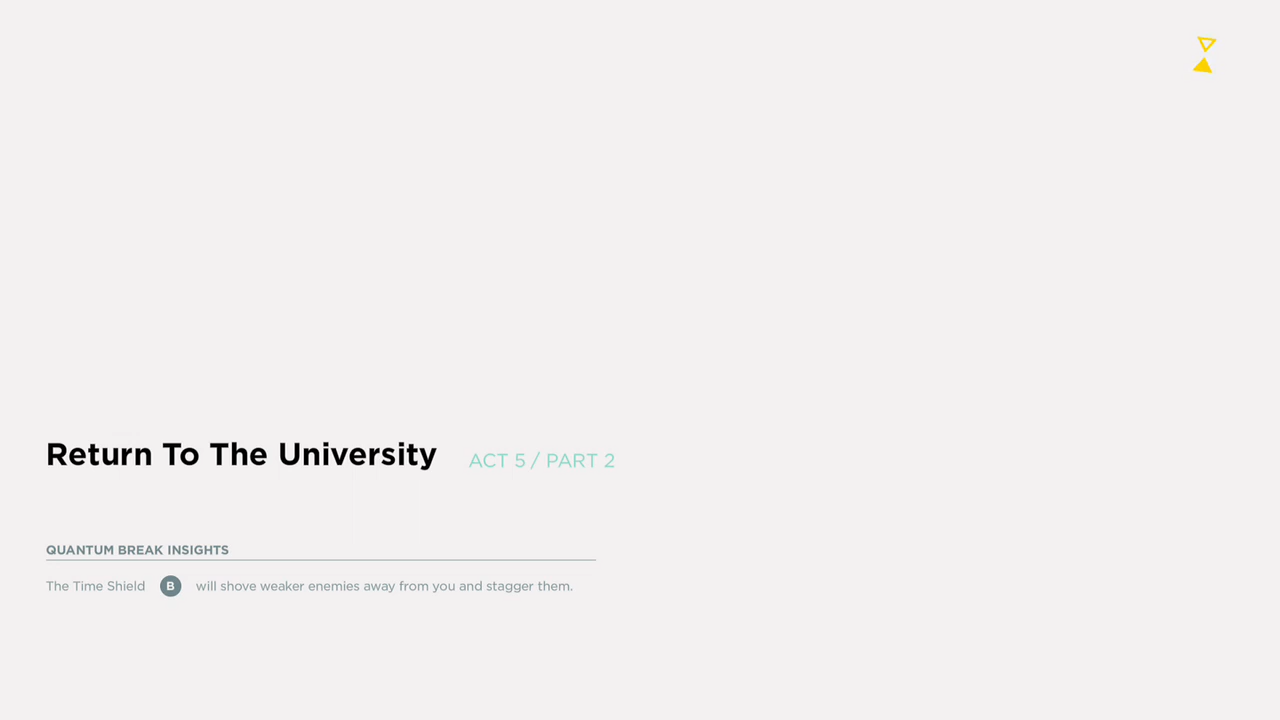 Return To The University ACT 5 / PART 2
QUANTUM BREAK INSIGHTS
The Time Shield B will shove weaker enemies away from you and stagger them.